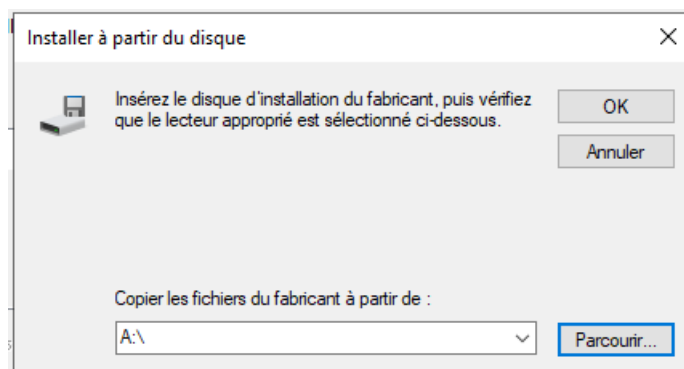 Installer à partir du disque
Insérez le disque d'installation du fabricant, puis vérifiez
que le lecteur approprié est sélectionné ci-dessous.
OK
Annuler
Copier les fichiers du fabricant à partir de :
A:\
Parcourir...